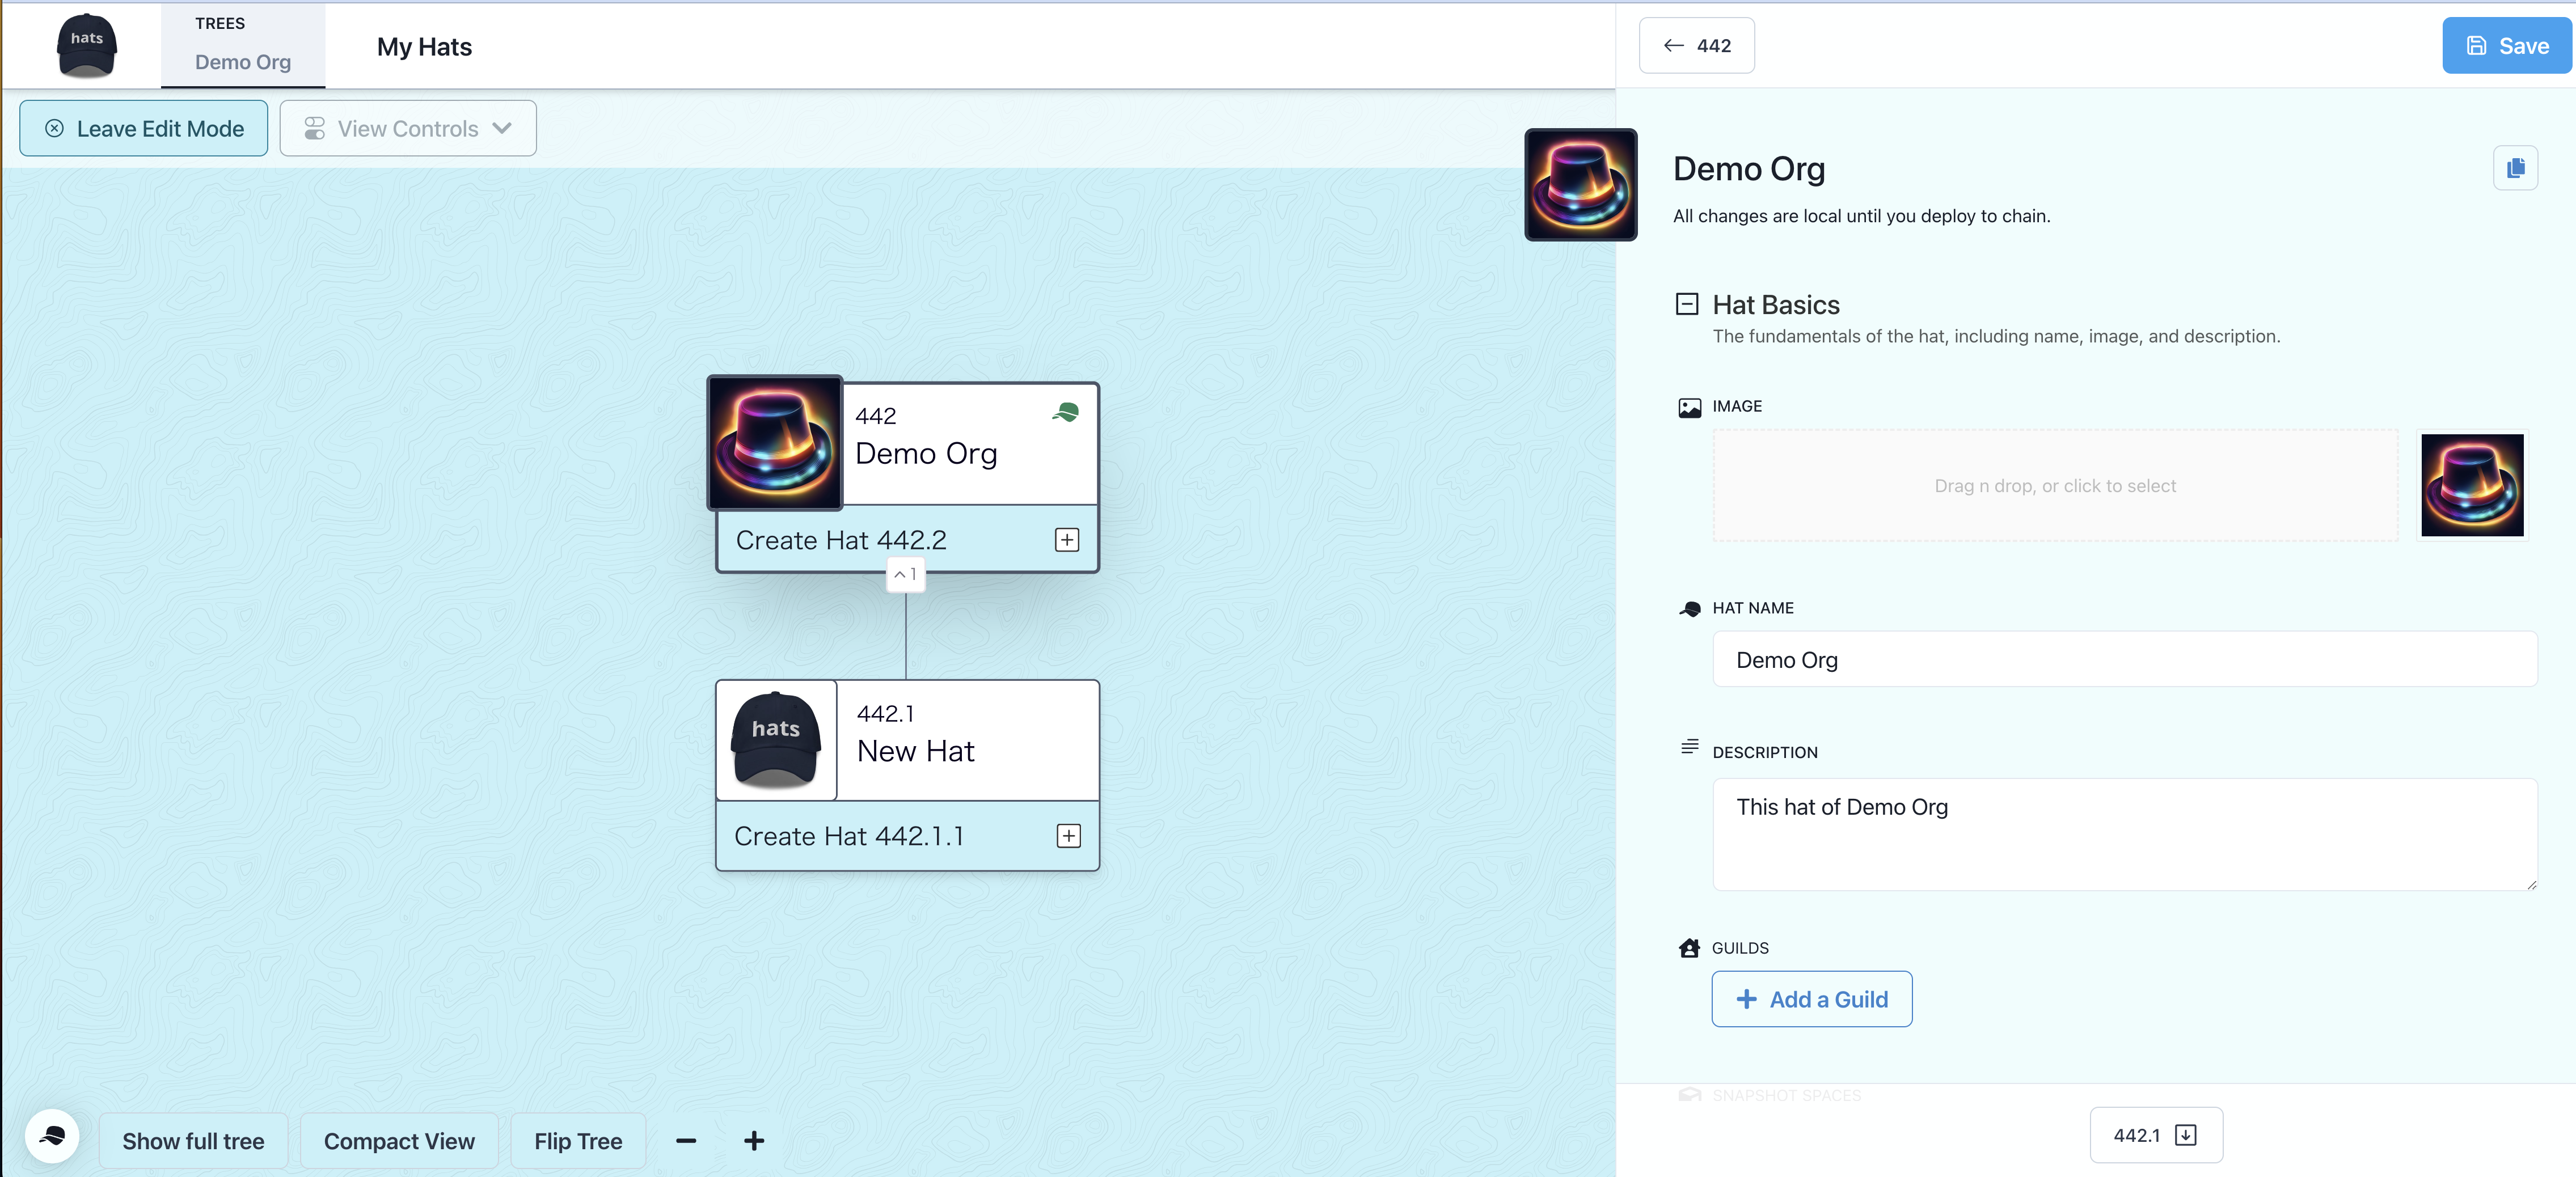 hats
TREES
Demo Org
My Hats
442
Save
Leave Edit Mode
View Controls
Demo Org
All changes are local until you deploy to chain.
Hat Basics
The fundamentals of the hat, including name, image, and description.
IMAGE
Drag n drop, or click to select
442
Demo Org
Create Hat 442.2
1
HAT NAME
Demo Org
hats
442.1
New Hat
Create Hat 442.1.1
DESCRIPTION
This hat of Demo Org
GUILDS
Add a Guild
SNAPSHOT SPACES
442.1
Show full tree
Compact View
Flip Tree